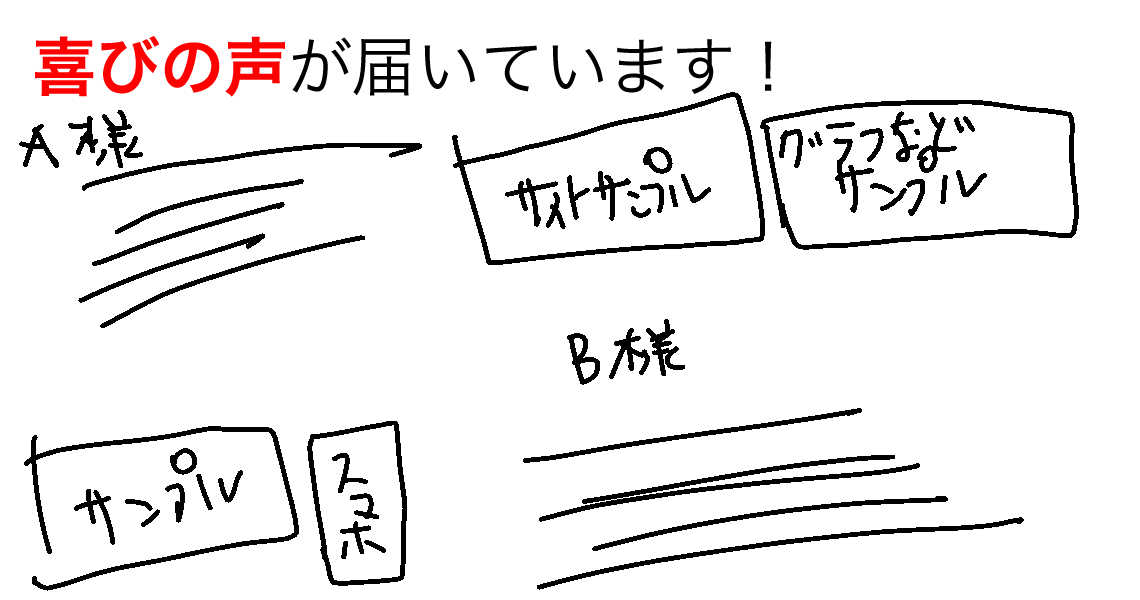 喜びの声が届いています！
A様
サイトサンプル
グラフなど
サンプル
B様
サンプル
スマホ